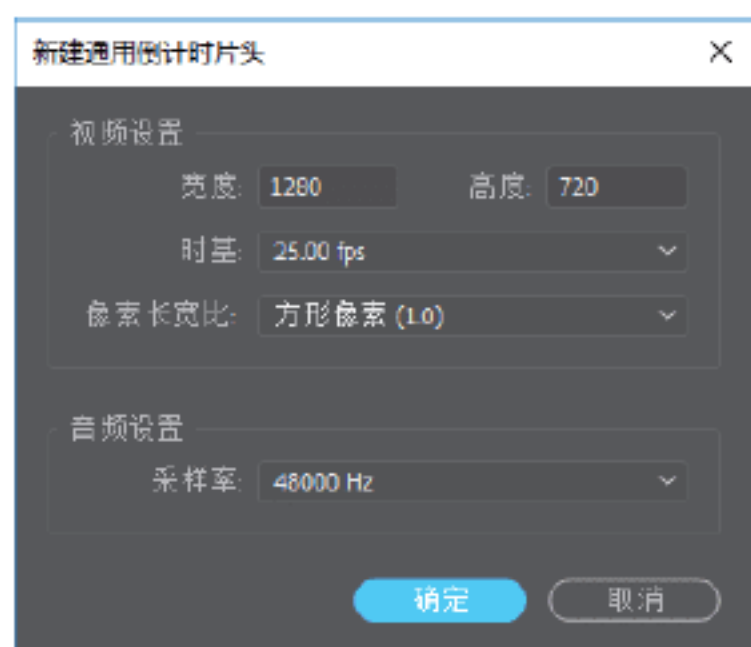 新建通用倒计时片头
视频设置
宽度: 1280 高度: 720
时基: 25.00 fps
像素长宽比: 方形像素 (1.0)
音频设置
采样率: 48000 Hz
确定 取消